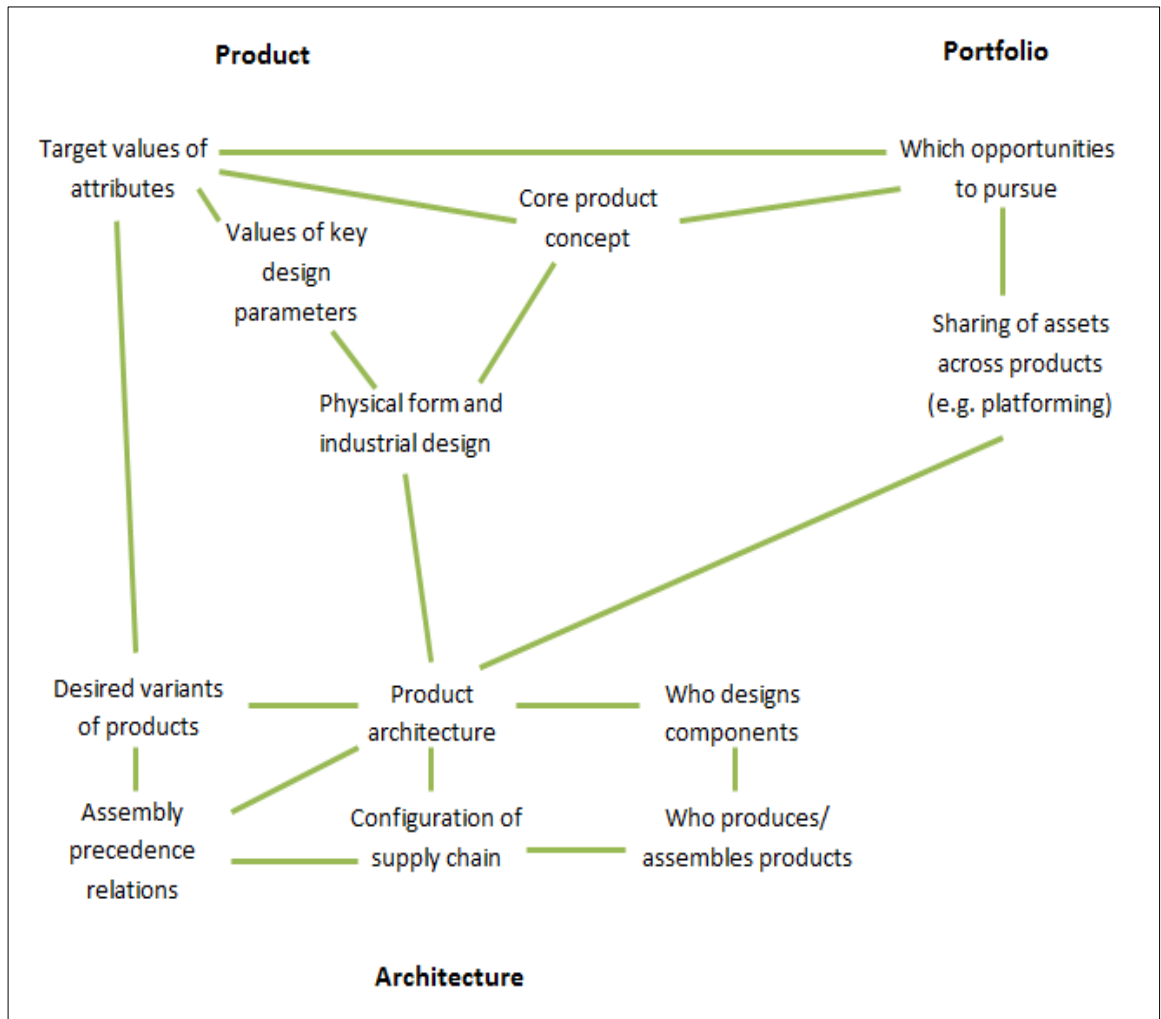 Product
Portfolio
Target values of
attributes
Which opportunities
to pursue
Core product
concept
Values of key
design
parameters
Sharing of assets
across products
(e.g. platforming)
Physical form and
industrial design
Desired variants
of products
Product
architecture
Who designs
components
Assembly
precedence
relations
Configuration of
supply chain
Who produces/
assembles products
Architecture